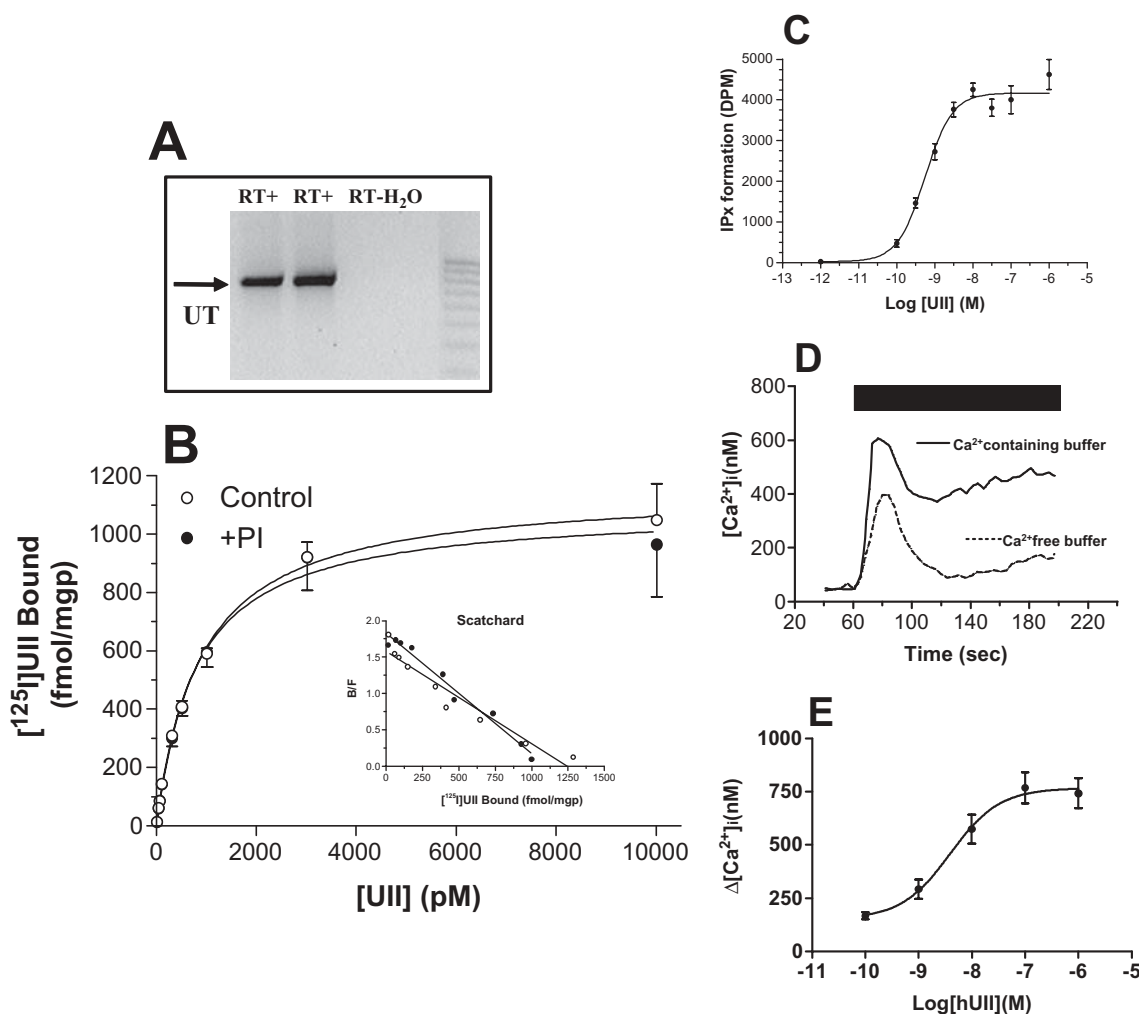 A
RT+ RT+ RT-H₂O
UT
B
1200
1000
800
600
400
200
0
Control
+PI
[¹²⁵I]UII Bound
(fmol/mgp)
0 2000 4000 6000 8000 10000
[UII] (pM)
Scatchard
2.0
1.5
1.0
0.5
0.0
B/F
0 250 500 750 1000 1250 1500
[¹²⁵I]UII Bound (fmol/mgp)
C
5000
4000
3000
2000
1000
0
IPx formation (DPM)
-13 -12 -11 -10 -9 -8 -7 -6 -5
Log [UII] (M)
D
800
600
400
200
0
[Ca²⁺]i(nM)
Ca²⁺containing buffer
Ca²⁺free buffer
20 60 100 140 180 220
Time (sec)
E
750
500
250
0
Δ[Ca²⁺]i(nM)
-11 -10 -9 -8 -7 -6 -5
Log[hUII](M)